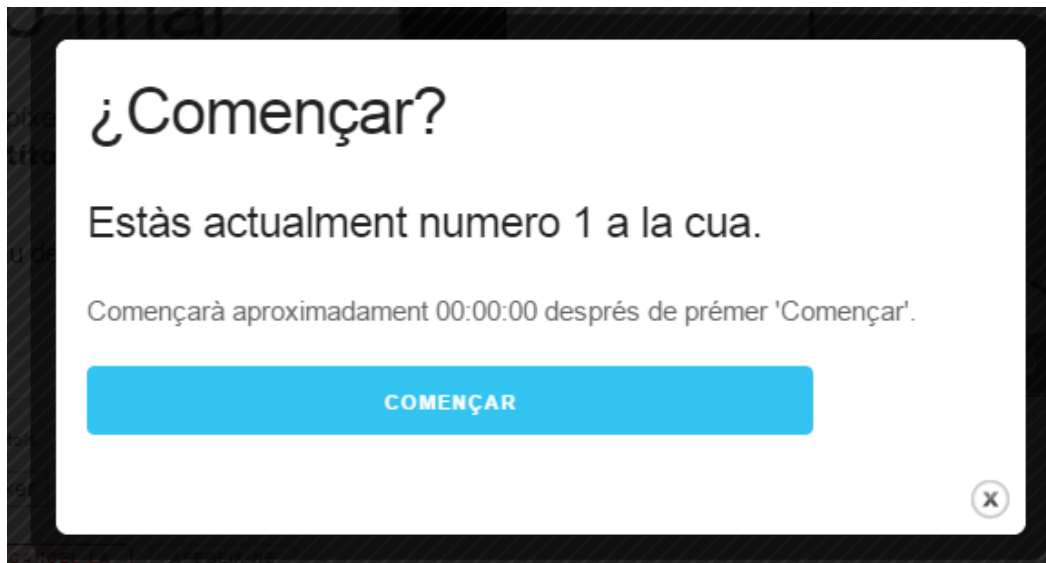 ¿Començar?
Estàs actualment numero 1 a la cua.
Començarà aproximadament 00:00:00 després de prémer 'Començar'.
COMENÇAR
X